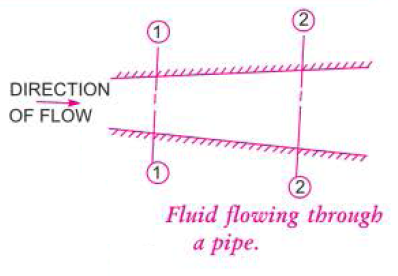 1
2
DIRECTION
OF FLOW
1
2
Fluid flowing through
a pipe.